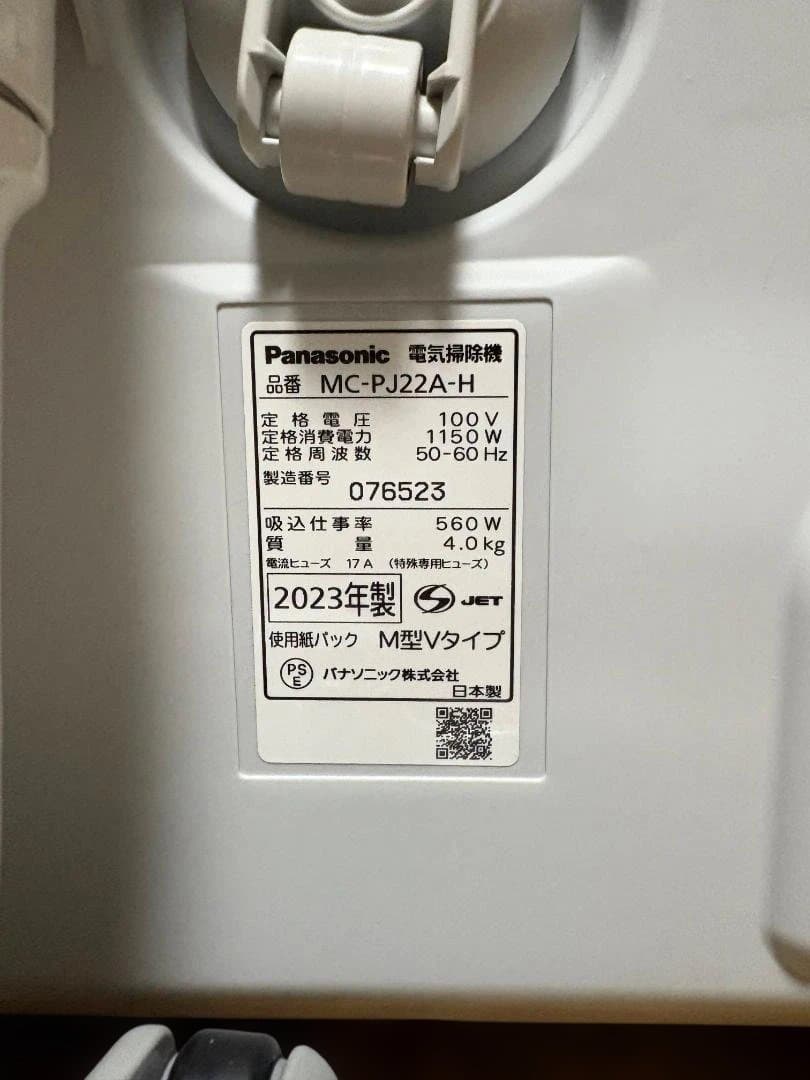 Panasonic 電気掃除機
品番 MC-PJ22A-H
定格電圧 100V
定格消費電力 1150W
定格周波数 50-60Hz
製造番号 076523
吸込仕事率 560W
質量 4.0kg
電流ヒューズ 17A (特殊専用ヒューズ)
2023年製 S JET
使用紙パック M型Vタイプ
PSE パナソニック株式会社
日本製